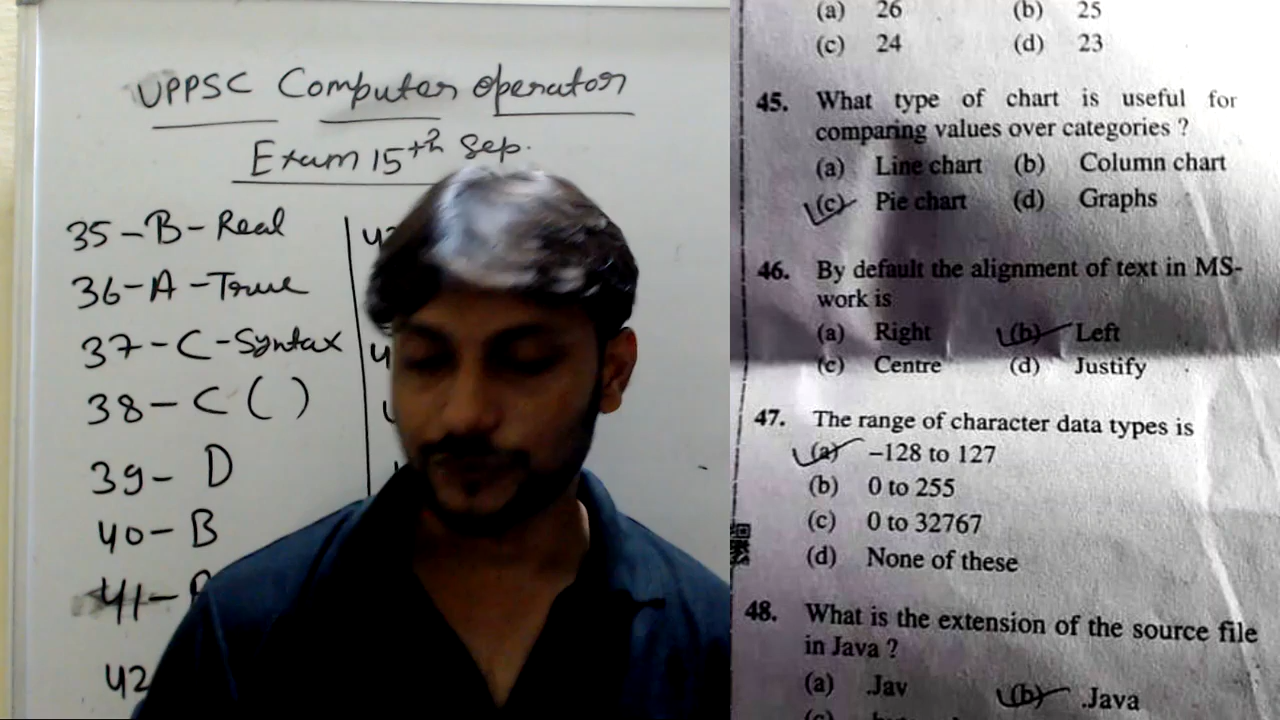 UPPSC Computer operator
Exam 15th Sep.
35-B-Real
36-A-True
37-C-Syntax
38-C ( )
39- D
40-B
41-
42
(a) 26 (b) 25
(c) 24 (d) 23
45. What type of chart is useful for
comparing values over categories ?
(a) Line chart (b) Column chart
(c) Pie chart (d) Graphs
46. By default the alignment of text in MS-
work is
(a) Right (b) Left
(c) Centre (d) Justify
47. The range of character data types is
(a) –128 to 127
(b) 0 to 255
(c) 0 to 32767
(d) None of these
48. What is the extension of the source file
in Java ?
(a) .Jav (b) .Java